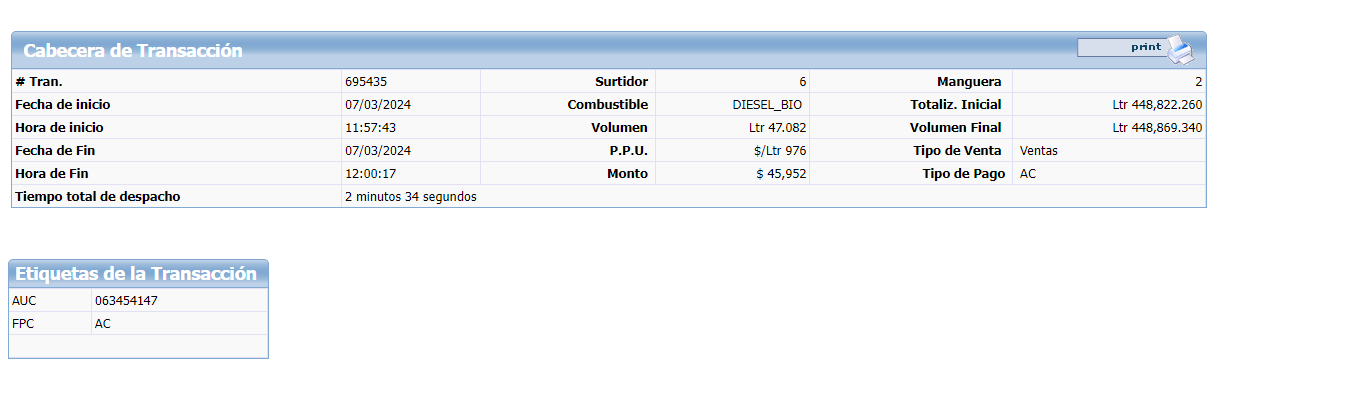 Cabecera de Transacción print
# Tran. 695435 Surtidor 6 Manguera 2
Fecha de inicio 07/03/2024 Combustible DIESEL_BIO Totaliz. Inicial Ltr 448,822.260
Hora de inicio 11:57:43 Volumen Ltr 47.082 Volumen Final Ltr 448,869.340
Fecha de Fin 07/03/2024 P.P.U. $/Ltr 976 Tipo de Venta Ventas
Hora de Fin 12:00:17 Monto $ 45,952 Tipo de Pago AC
Tiempo total de despacho 2 minutos 34 segundos
Etiquetas de la Transacción
AUC 063454147
FPC AC